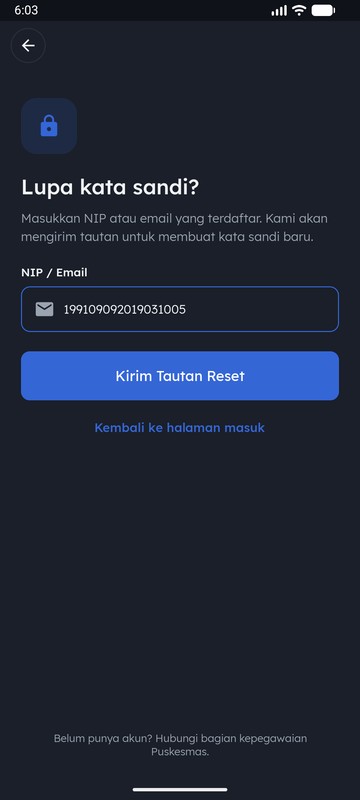 6:03
Lupa kata sandi?
Masukkan NIP atau email yang terdaftar. Kami akan
mengirim tautan untuk membuat kata sandi baru.
NIP / Email
199109092019031005
Kirim Tautan Reset
Kembali ke halaman masuk
Belum punya akun? Hubungi bagian kepegawaian
Puskesmas.